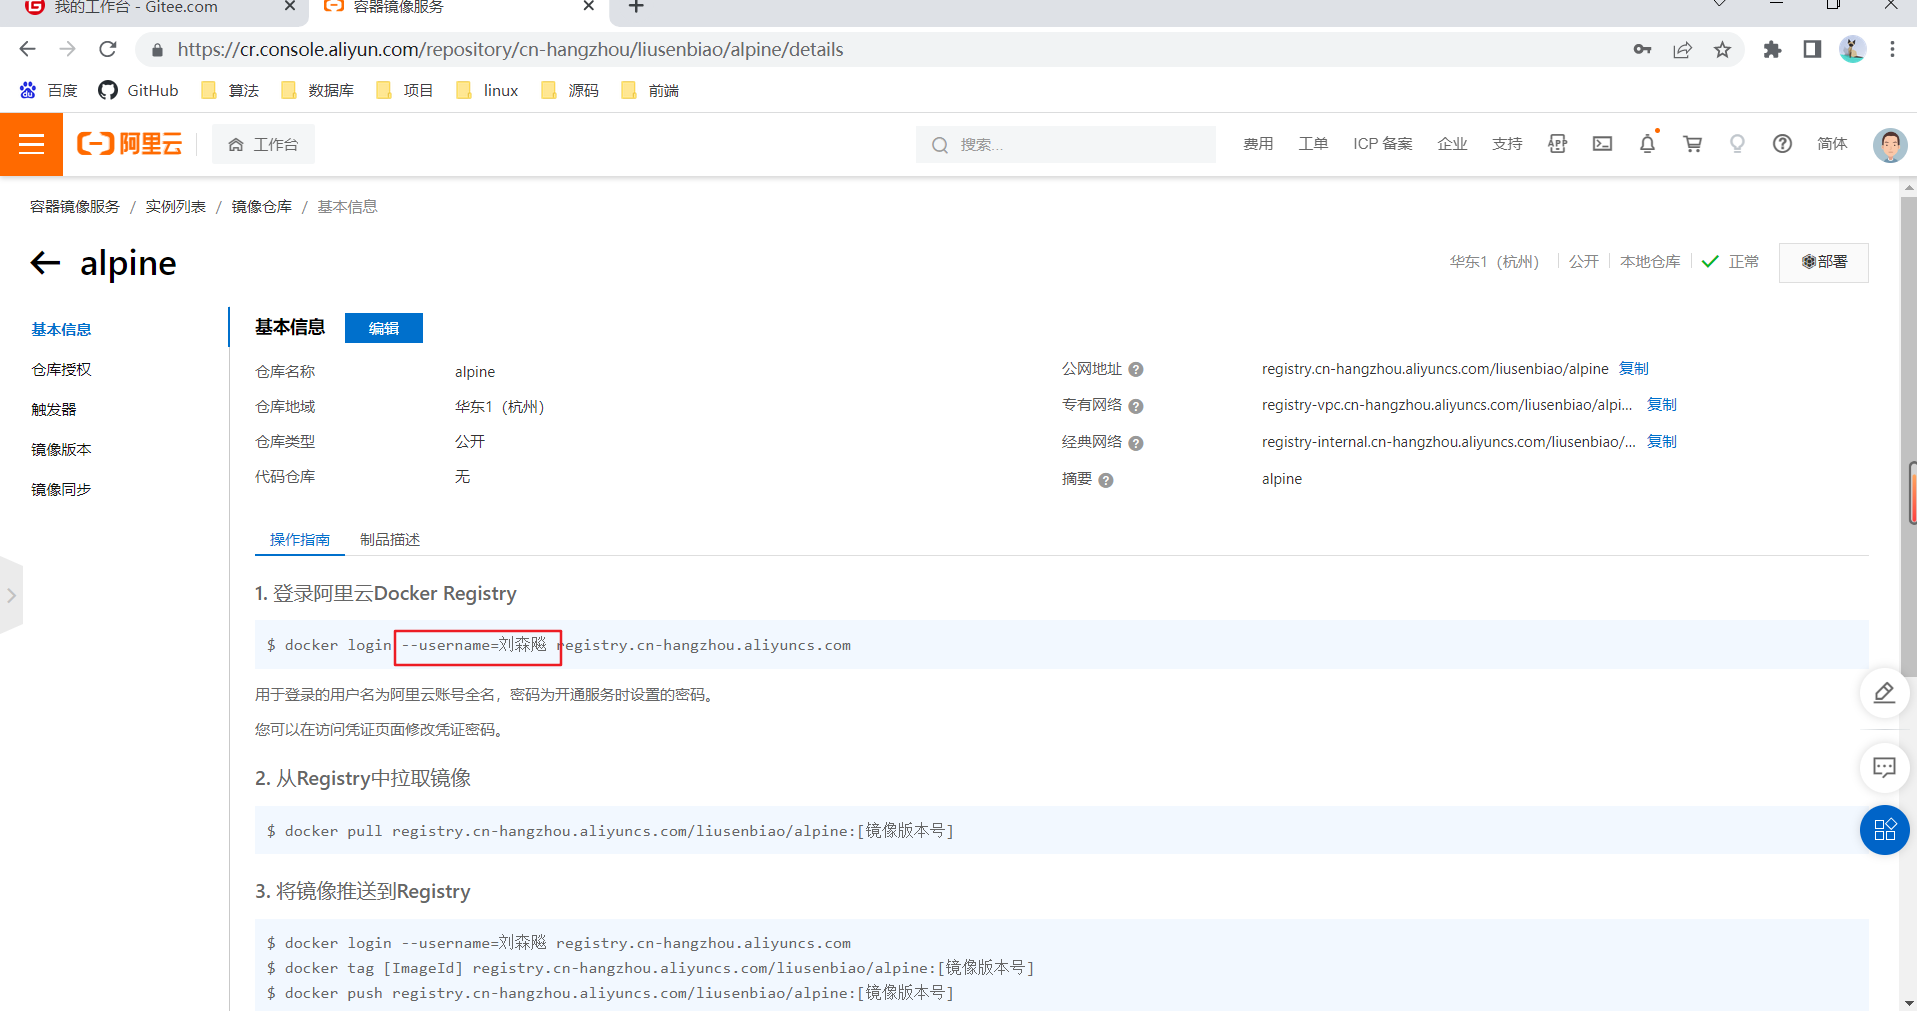 我的工作台 - Gitee.com
容器镜像服务
https://cr.console.aliyun.com/repository/cn-hangzhou/liusenbiao/alpine/details
百度
GitHub
算法
数据库
项目
linux
源码
前端
阿里云
工作台
搜索...
费用
工单
ICP 备案
企业
支持
APP
简体
容器镜像服务 / 实例列表 / 镜像仓库 / 基本信息
alpine
华东1（杭州）
公开
本地仓库
正常
部署
基本信息
仓库授权
触发器
镜像版本
镜像同步
基本信息
编辑
仓库名称 alpine
仓库地域 华东1（杭州）
仓库类型 公开
代码仓库 无
公网地址 registry.cn-hangzhou.aliyuncs.com/liusenbiao/alpine 复制
专有网络 registry-vpc.cn-hangzhou.aliyuncs.com/liusenbiao/alpi... 复制
经典网络 registry-internal.cn-hangzhou.aliyuncs.com/liusenbiao/... 复制
摘要 alpine
操作指南
制品描述
1. 登录阿里云Docker Registry
$ docker login --username=刘森飚 registry.cn-hangzhou.aliyuncs.com
用于登录的用户名为阿里云账号全名，密码为开通服务时设置的密码。
您可以在访问凭证页面修改凭证密码。
2. 从Registry中拉取镜像
$ docker pull registry.cn-hangzhou.aliyuncs.com/liusenbiao/alpine:[镜像版本号]
3. 将镜像推送到Registry
$ docker login --username=刘森飚 registry.cn-hangzhou.aliyuncs.com
$ docker tag [ImageId] registry.cn-hangzhou.aliyuncs.com/liusenbiao/alpine:[镜像版本号]
$ docker push registry.cn-hangzhou.aliyuncs.com/liusenbiao/alpine:[镜像版本号]